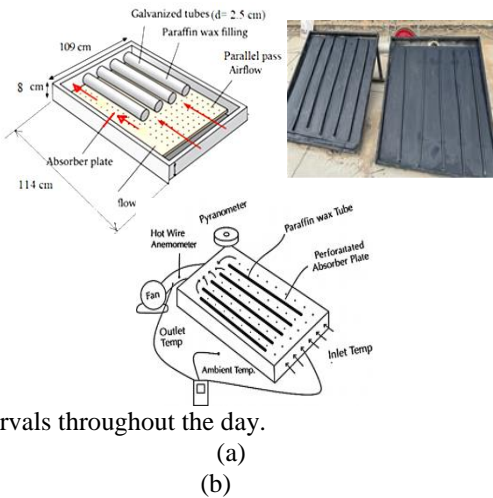 Galvanized tubes (d= 2.5 cm)
Paraffin wax filling
109 cm
Parallel pass
Airflow
8 cm
Absorber plate
flow
114 cm
Pyranometer
Paraffin wax Tube
Hot Wire
Anemometer
Perforaitated
Absorber Plate
Fan
Outlet
Temp
Inlet Temp
Ambient Temp.
rvals throughout the day.
(a)
(b)